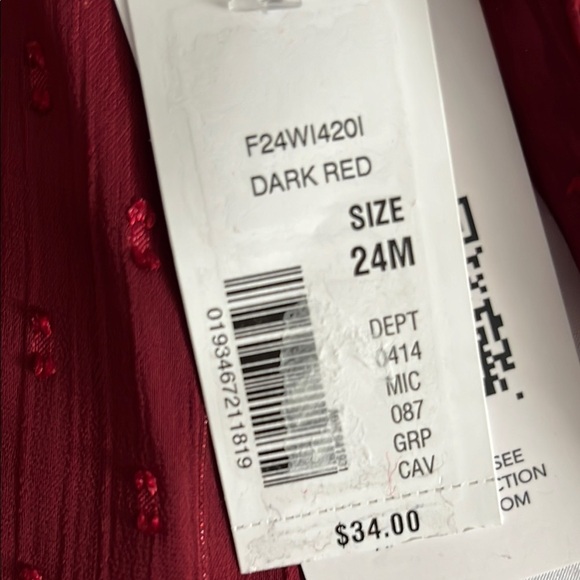 F24WI420I
DARK RED
SIZE
24M
0193467211819
DEPT
0414
MIC
087
GRP
CAV
$34.00
SEE
CTION
OM